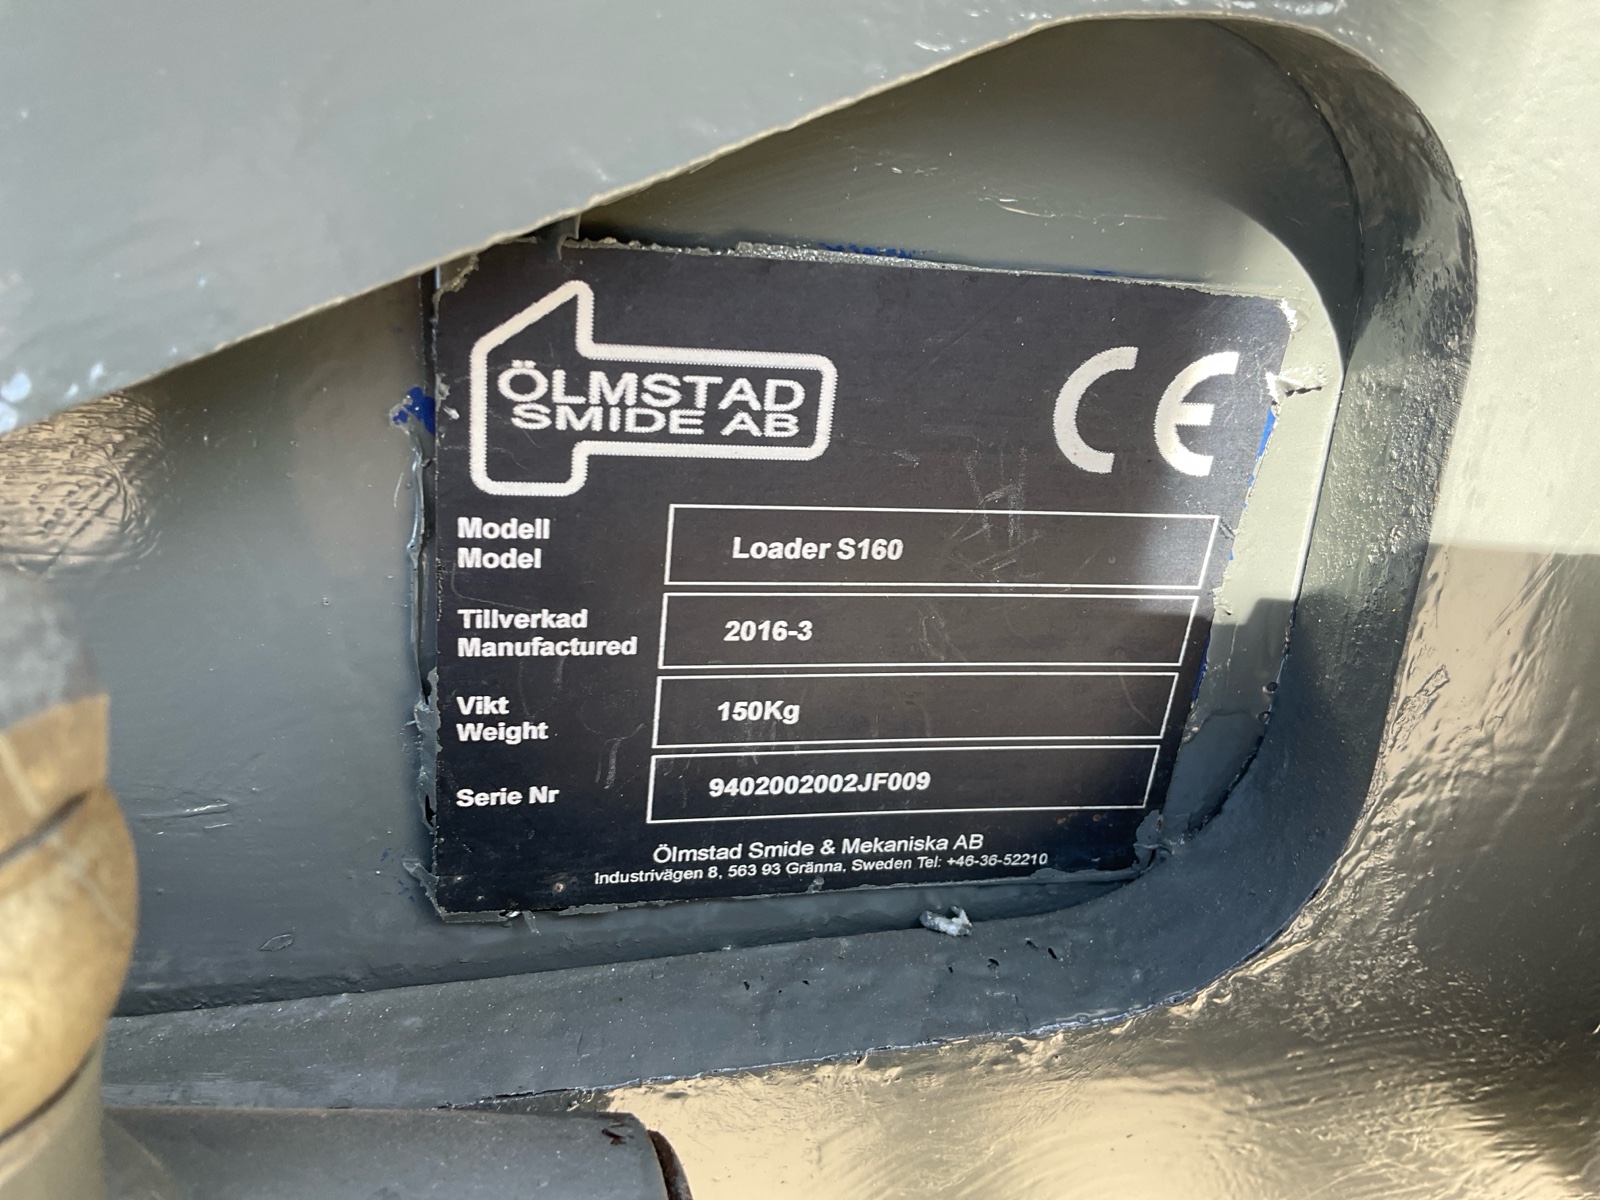 ÖLMSTAD
SMIDE AB
CE
Modell
Model
Loader S160
Tillverkad
Manufactured
2016-3
Vikt
Weight
150Kg
Serie Nr
9402002002JF009
Ölmstad Smide & Mekaniska AB
Industrivägen 8, 563 93 Gränna, Sweden Tel: +46-36-52210